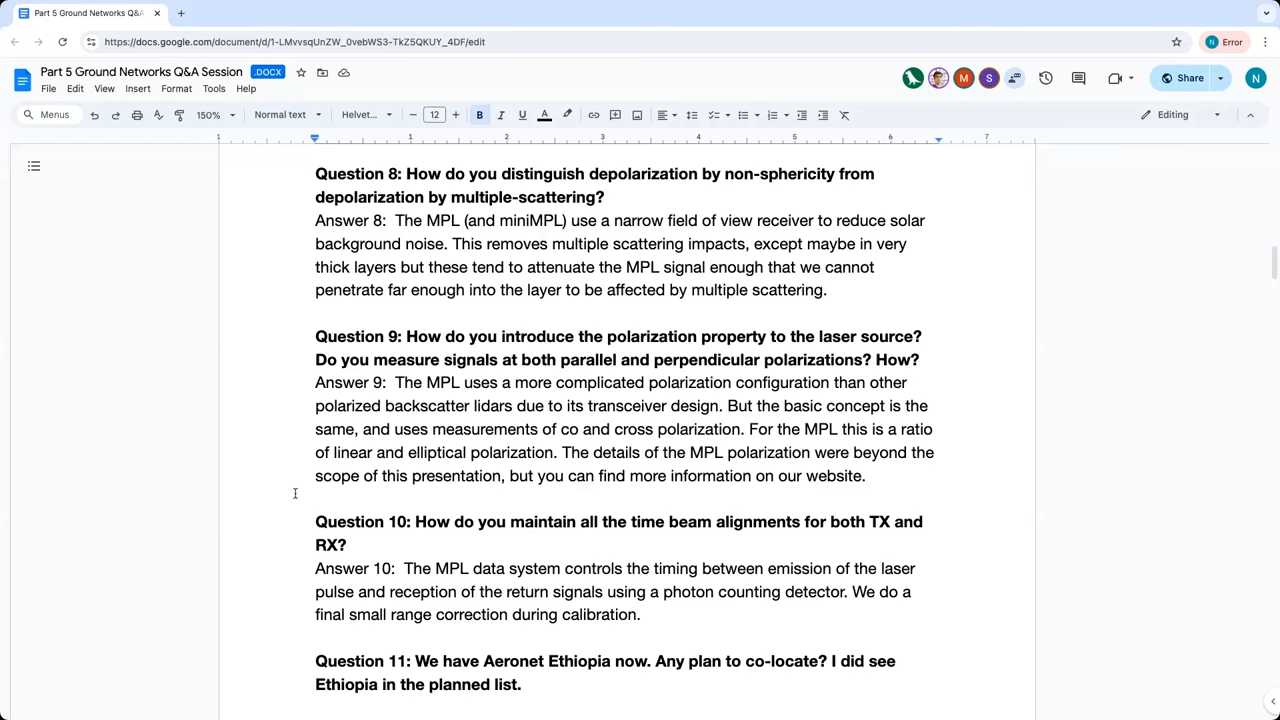 Part 5 Ground Networks Q&A
https://docs.google.com/document/d/1-LMvvsqUnZW_0vebWS3-TkZ5QKUY_4DF/edit
N Error
Part 5 Ground Networks Q&A Session .DOCX
M S Share N
File Edit View Insert Format Tools Help
Menus 150% Normal text Helvet... 12 B I U A Editing
1 1 2 3 4 5 6 7
Question 8: How do you distinguish depolarization by non-sphericity from
depolarization by multiple-scattering?
Answer 8: The MPL (and miniMPL) use a narrow field of view receiver to reduce solar
background noise. This removes multiple scattering impacts, except maybe in very
thick layers but these tend to attenuate the MPL signal enough that we cannot
penetrate far enough into the layer to be affected by multiple scattering.
Question 9: How do you introduce the polarization property to the laser source?
Do you measure signals at both parallel and perpendicular polarizations? How?
Answer 9: The MPL uses a more complicated polarization configuration than other
polarized backscatter lidars due to its transceiver design. But the basic concept is the
same, and uses measurements of co and cross polarization. For the MPL this is a ratio
of linear and elliptical polarization. The details of the MPL polarization were beyond the
scope of this presentation, but you can find more information on our website.
Question 10: How do you maintain all the time beam alignments for both TX and
RX?
Answer 10: The MPL data system controls the timing between emission of the laser
pulse and reception of the return signals using a photon counting detector. We do a
final small range correction during calibration.
Question 11: We have Aeronet Ethiopia now. Any plan to co-locate? I did see
Ethiopia in the planned list.